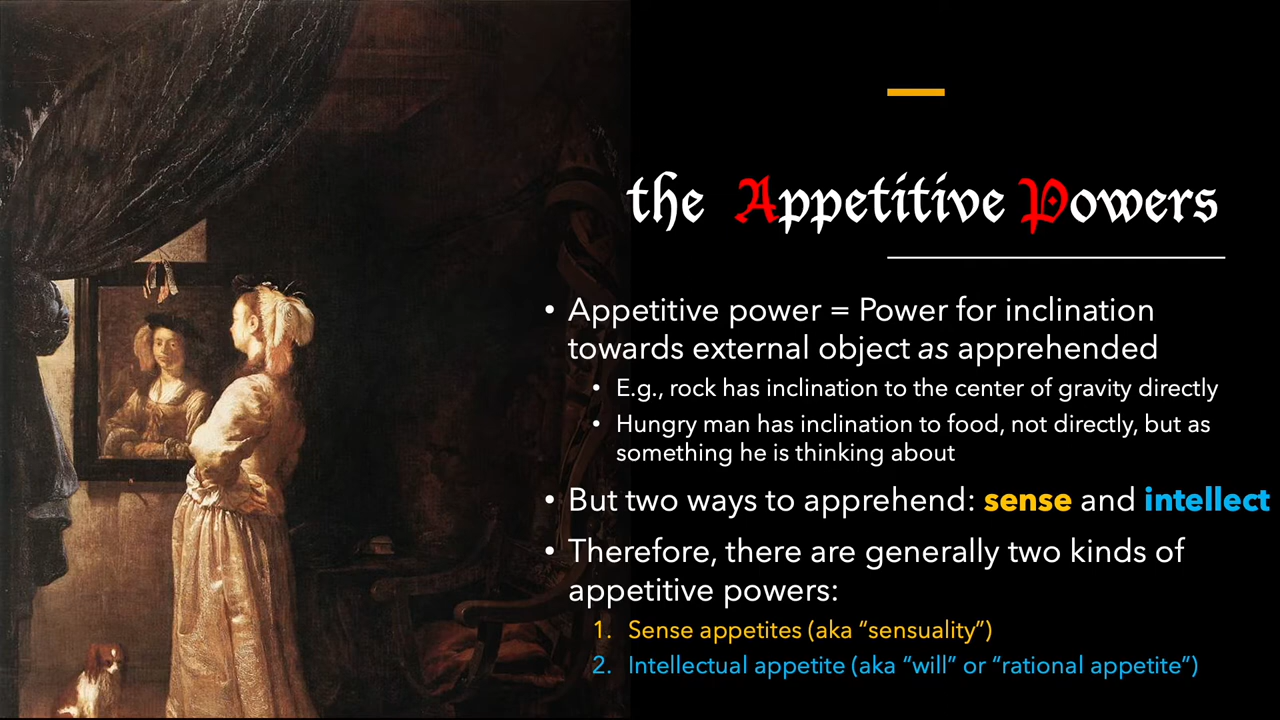 the Appetitive Powers
• Appetitive power = Power for inclination
towards external object as apprehended
• E.g., rock has inclination to the center of gravity directly
• Hungry man has inclination to food, not directly, but as
something he is thinking about
• But two ways to apprehend: sense and intellect
• Therefore, there are generally two kinds of
appetitive powers:
1. Sense appetites (aka “sensuality”)
2. Intellectual appetite (aka “will” or “rational appetite”)